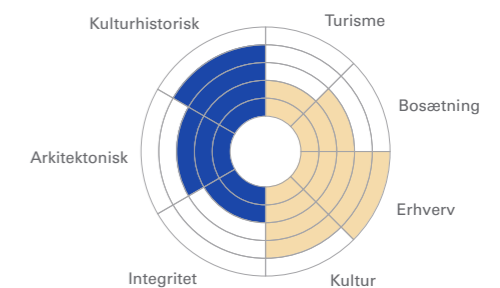 Kulturhistorisk
Turisme
Arkitektonisk
Bosætning
Erhverv
Integritet
Kultur